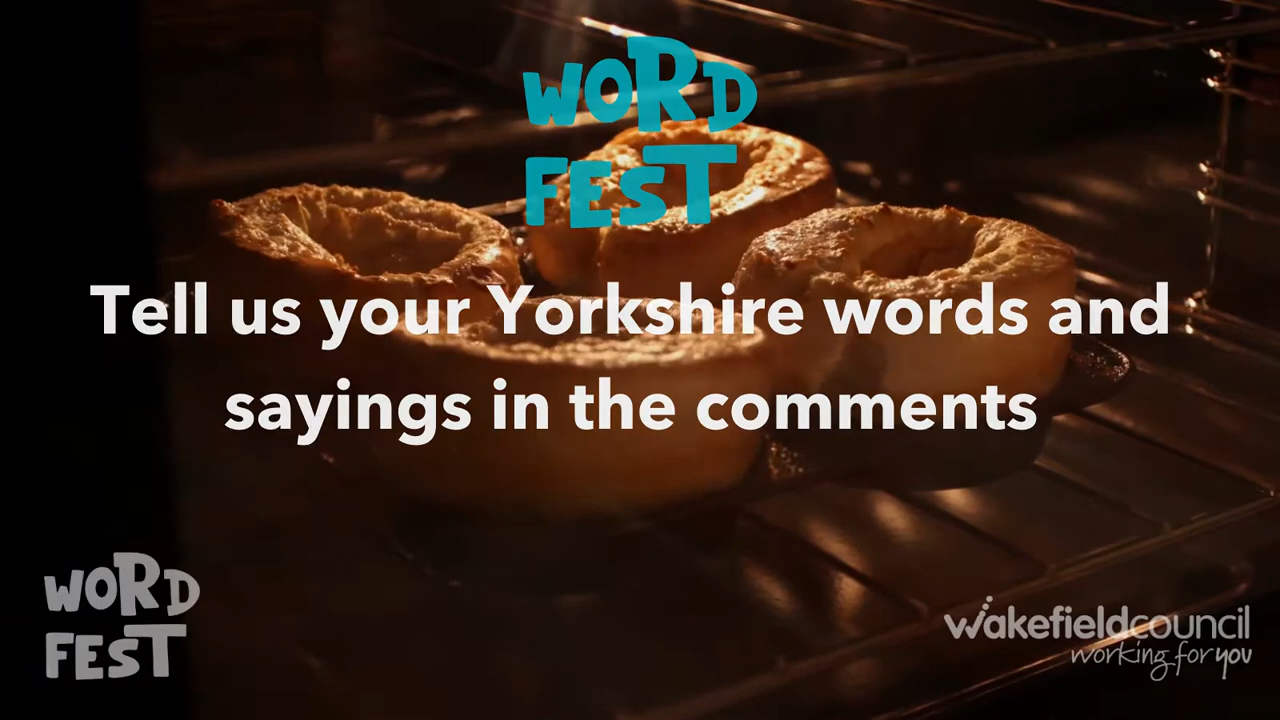 WORD
FEST
Tell us your Yorkshire words and
sayings in the comments
WORD
FEST
wakefieldcouncil
working for you